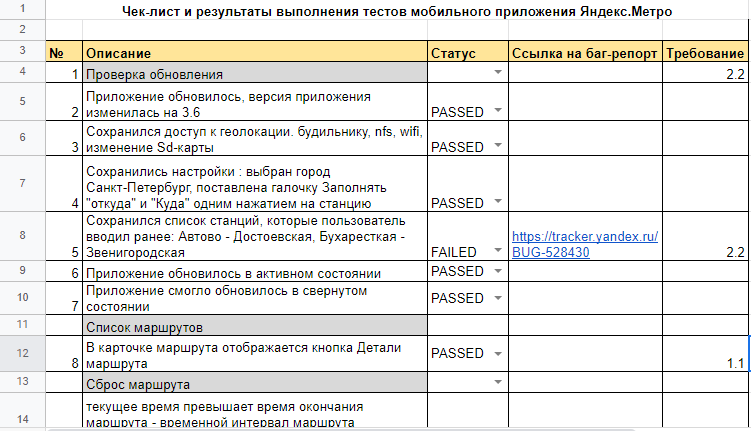 1 Чек-лист и результаты выполнения тестов мобильного приложения Яндекс.Метро
2
3 № Описание Статус Ссылка на баг-репорт Требование
4 1 Проверка обновления 2.2
5 Приложение обновилось, версия приложения
2 изменилась на 3.6 PASSED
6 Сохранился доступ к геолокации. будильнику, nfs, wifi,
3 изменение Sd-карты PASSED
7 Сохранились настройки : выбран город
Санкт-Петербург, поставлена галочку Заполнять
4 "откуда" и "Куда" одним нажатием на станцию PASSED
8 Сохранился список станций, которые пользователь
вводил ранее: Автово - Достоевская, Бухаресткая - https://tracker.yandex.ru/
5 Звенигородская FAILED BUG-528430 2.2
9 6 Приложение обновилось в активном состоянии PASSED
10 Приложение смогло обновилось в свернутом PASSED
7 состоянии
11 Список маршрутов
12 В карточке маршрута отображается кнопка Детали PASSED
8 маршрута 1.1
13 Сброс маршрута
14 текущее время превышает время окончания
маршрута - временной интервал маршрута